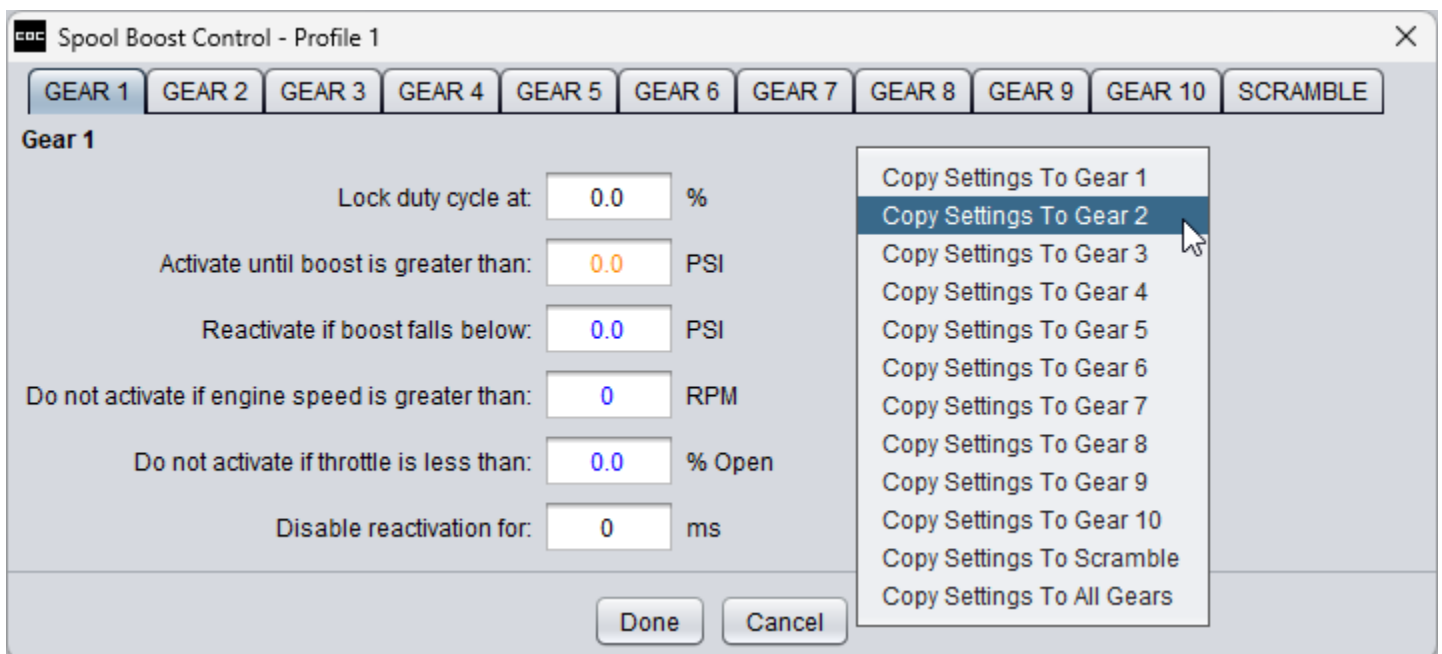 COC Spool Boost Control - Profile 1
GEAR 1 GEAR 2 GEAR 3 GEAR 4 GEAR 5 GEAR 6 GEAR 7 GEAR 8 GEAR 9 GEAR 10 SCRAMBLE
Gear 1
Lock duty cycle at: 0.0 %
Activate until boost is greater than: 0.0 PSI
Reactivate if boost falls below: 0.0 PSI
Do not activate if engine speed is greater than: 0 RPM
Do not activate if throttle is less than: 0.0 % Open
Disable reactivation for: 0 ms
Copy Settings To Gear 1
Copy Settings To Gear 2
Copy Settings To Gear 3
Copy Settings To Gear 4
Copy Settings To Gear 5
Copy Settings To Gear 6
Copy Settings To Gear 7
Copy Settings To Gear 8
Copy Settings To Gear 9
Copy Settings To Gear 10
Copy Settings To Scramble
Copy Settings To All Gears
Done Cancel